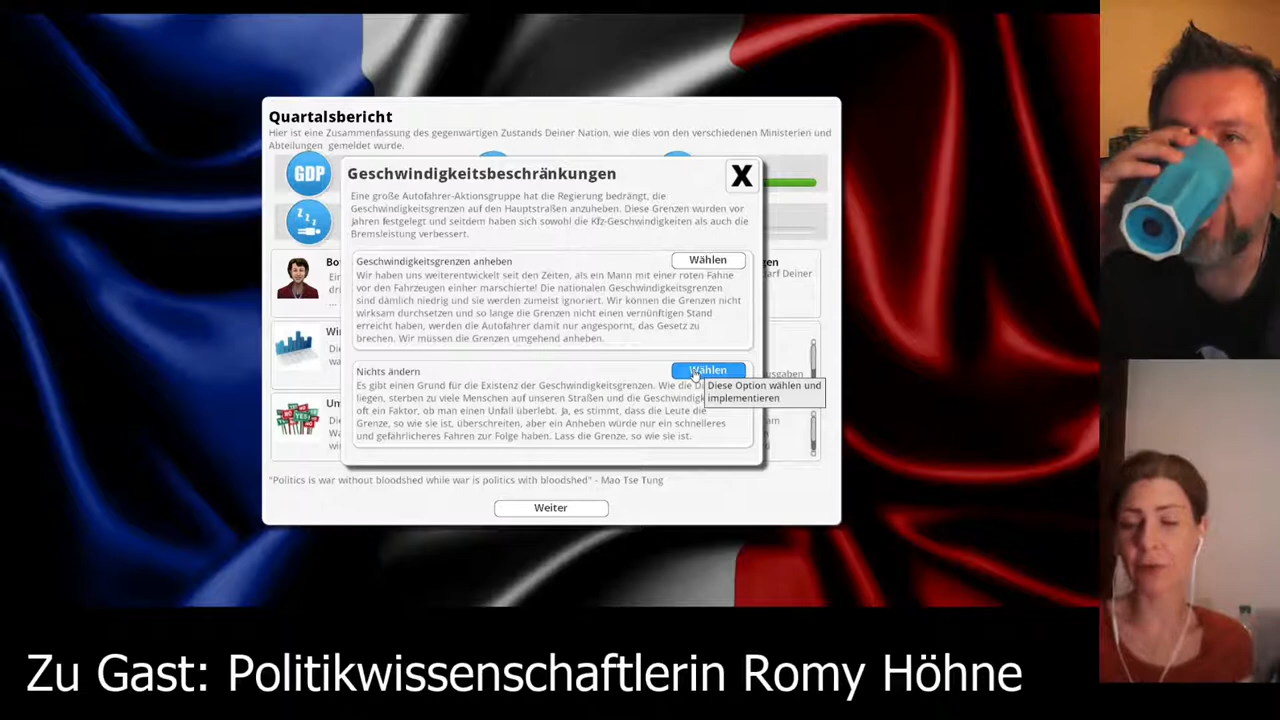 Quartalsbericht
Hier ist eine Zusammenfassung des gegenwärtigen Zustands Deiner Nation, wie dies von den verschiedenen Ministerien und
Abteilungen gemeldet wurde.
GDP
Geschwindigkeitsbeschränkungen
X
Eine große Autofahrer-Aktionsgruppe hat die Regierung bedrängt, die
Geschwindigkeitsgrenzen auf den Hauptstraßen anzuheben. Diese Grenzen wurden vor
Jahren festgelegt und seitdem haben sich sowohl die Kfz-Geschwindigkeiten als auch die
Bremsleistung verbessert.
Geschwindigkeitsgrenzen anheben
Wählen
Wir haben uns weiterentwickelt seit den Zeiten, als ein Mann mit einer roten Fahne
vor den Fahrzeugen einher marschierte! Die nationalen Geschwindigkeitsgrenzen
sind dämlich niedrig und sie werden zumeist ignoriert. Wir können die Grenzen nicht
wirksam durchsetzen und so lange die Grenzen nicht einen vernünftigen Stand
erreicht haben, werden die Autofahrer damit nur angespornt, das Gesetz zu
brechen. Wir müssen die Grenzen umgehend anheben.
Nichts ändern
Wählen
Es gibt einen Grund für die Existenz der Geschwindigkeitsgrenzen. Wie die
liegen, sterben zu viele Menschen auf unseren Straßen und die
oft ein Faktor, ob man einen Unfall überlebt. Ja, es stimmt, dass die Leute die
Grenze, so wie sie ist, überschreiten, aber ein Anheben würde nur ein schnelleres
und gefährlicheres Fahren zur Folge haben. Lass die Grenze, so wie sie ist.
Diese Option wählen und
implementieren
"Politics is war without bloodshed while war is politics with bloodshed" - Mao Tse Tung
Weiter
Zu Gast: Politikwissenschaftlerin Romy Höhne